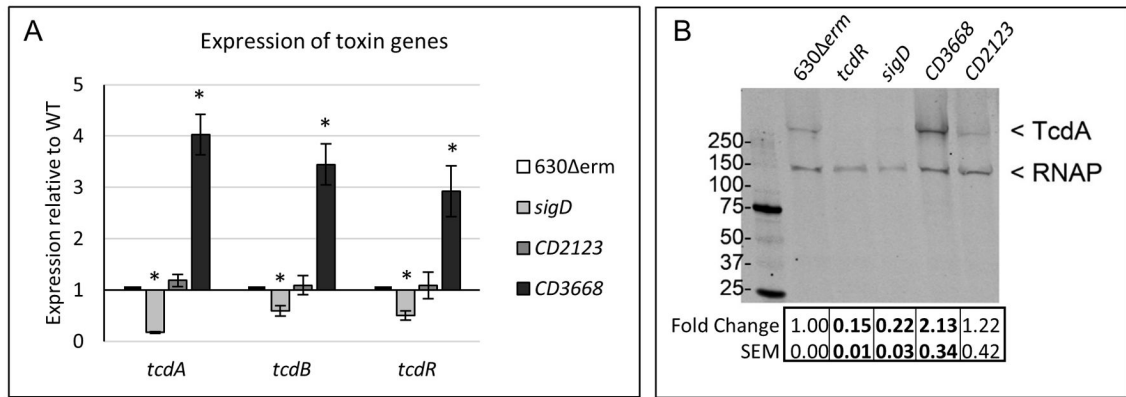 A
Expression of toxin genes
Expression relative to WT
5
4
3
2
1
0
* * *
* * *
tcdA tcdB tcdR
630Δerm
sigD
CD2123
CD3668
B
630Δerm tcdR sigD CD3668 CD2123
250-
150-
100-
75-
50-
37-
25-
< TcdA
< RNAP
Fold Change 1.00 0.15 0.22 2.13 1.22
SEM 0.00 0.01 0.03 0.34 0.42